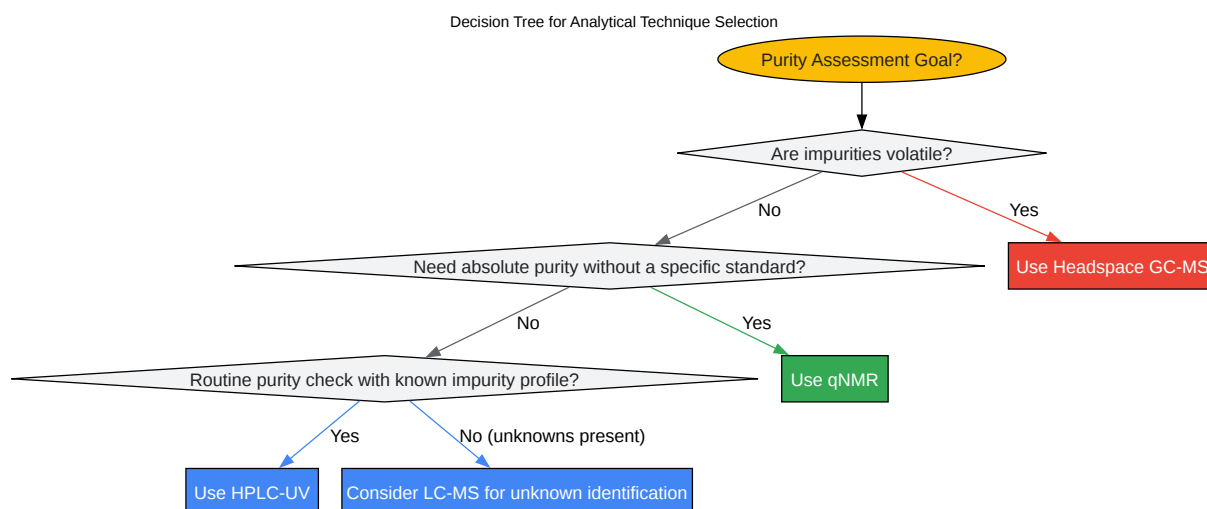 Decision Tree for Analytical Technique Selection
Purity Assessment Goal?
Are impurities volatile?
No
Yes
Need absolute purity without a specific standard?
Use Headspace GC-MS
No
Yes
Routine purity check with known impurity profile?
Use qNMR
Yes
No (unknowns present)
Use HPLC-UV
Consider LC-MS for unknown identification